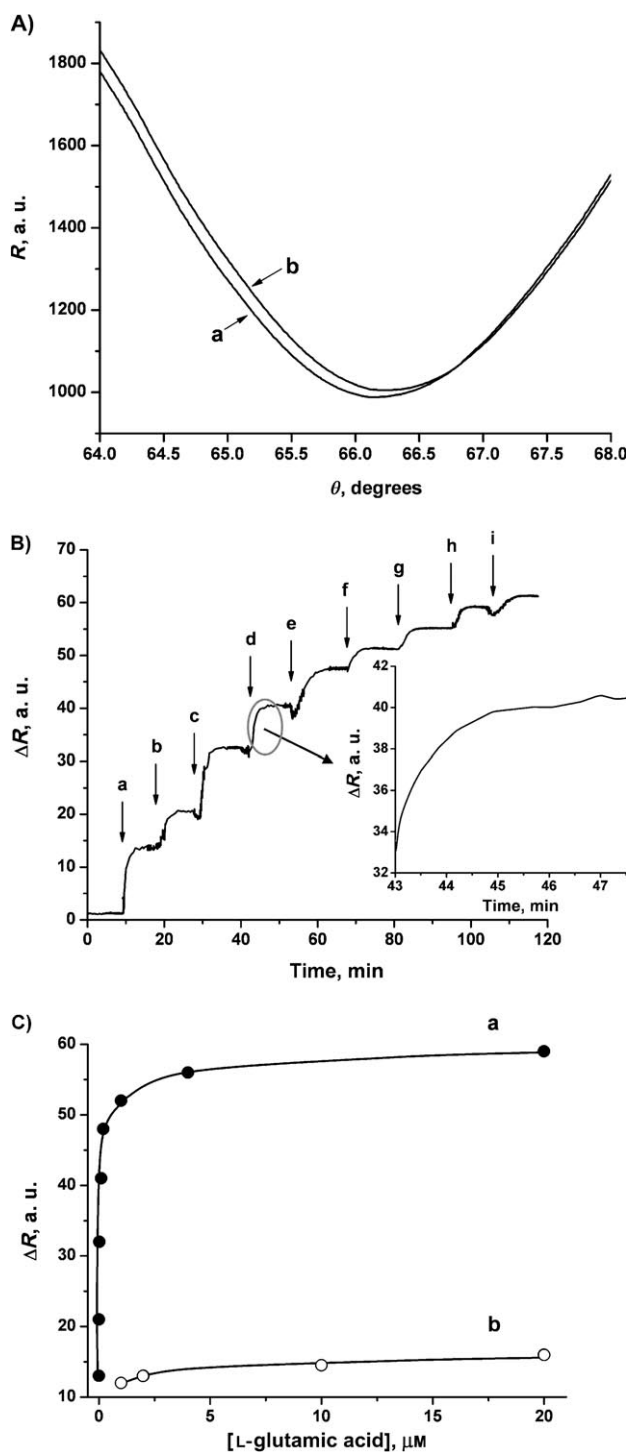 A)
1800
1600
1400
1200
1000
R, a. u.
b
a
64.0 64.5 65.0 65.5 66.0 66.5 67.0 67.5 68.0
θ, degrees
B)
70
60
50
40
30
20
10
0
ΔR, a. u.
a b c d e f g h i
0 20 40 60 80 100 120
Time, min
42
40
38
36
34
32
ΔR, a. u.
43 44 45 46 47
Time, min
C)
60
50
40
30
20
10
ΔR, a. u.
a
b
0 5 10 15 20
[L-glutamic acid], μM